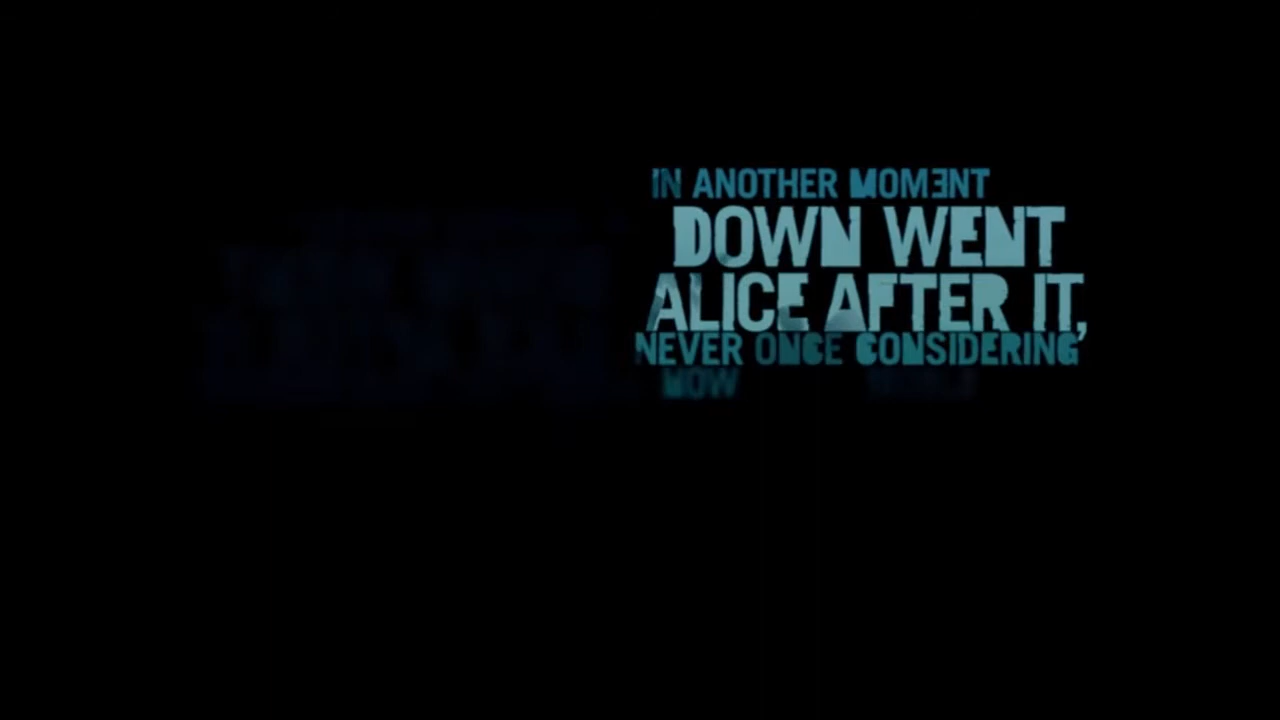 IN ANOTHER MOMENT
DOWN WENT
ALICE AFTER IT,
NEVER ONCE CONSIDERING